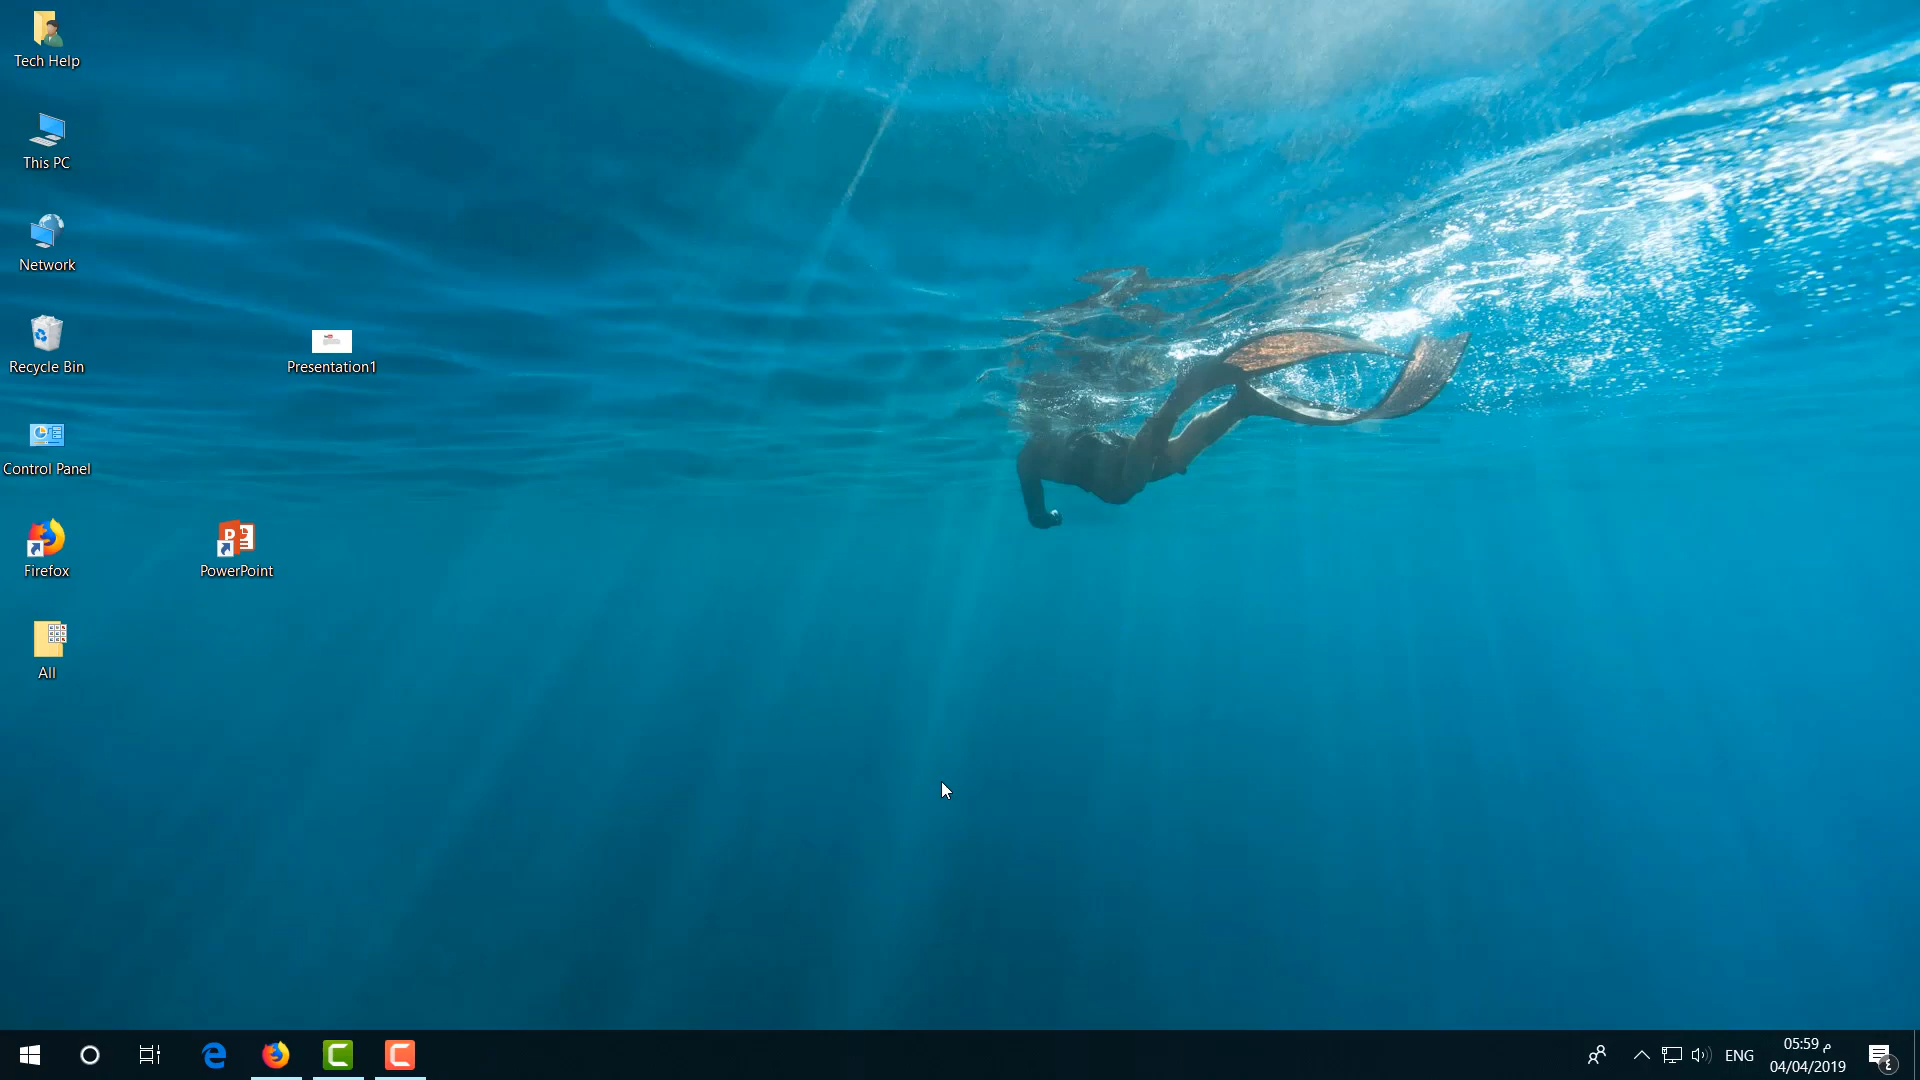 Tech Help
This PC
Network
Recycle Bin
Presentation1
Control Panel
Firefox
PowerPoint
All
ENG
05:59 م
04/04/2019
٤